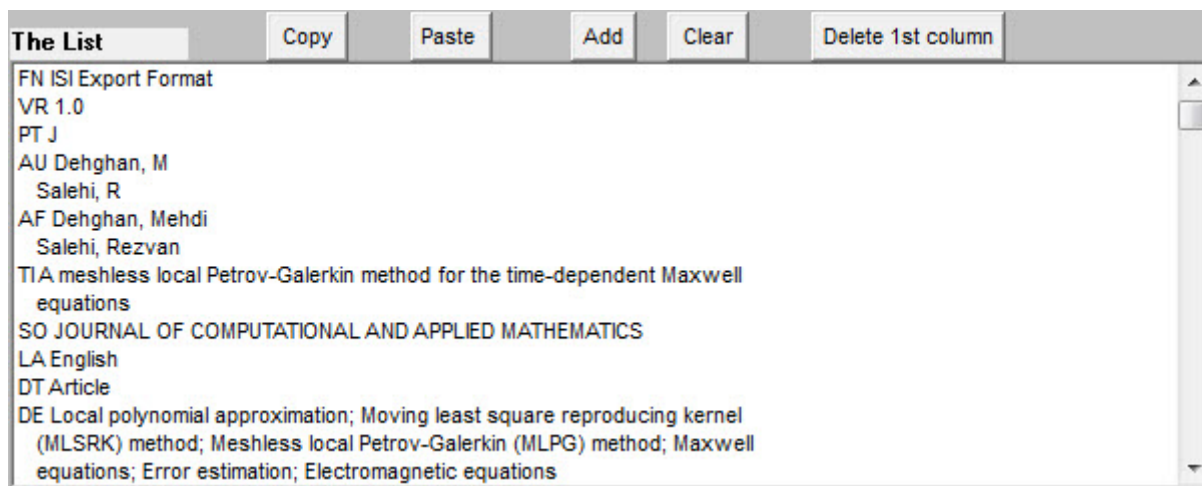 The List Copy Paste Add Clear Delete 1st column
FN ISI Export Format
VR 1.0
PT J
AU Dehghan, M
Salehi, R
AF Dehghan, Mehdi
Salehi, Rezvan
TI A meshless local Petrov-Galerkin method for the time-dependent Maxwell
equations
SO JOURNAL OF COMPUTATIONAL AND APPLIED MATHEMATICS
LA English
DT Article
DE Local polynomial approximation; Moving least square reproducing kernel
(MLSRK) method; Meshless local Petrov-Galerkin (MLPG) method; Maxwell
equations; Error estimation; Electromagnetic equations